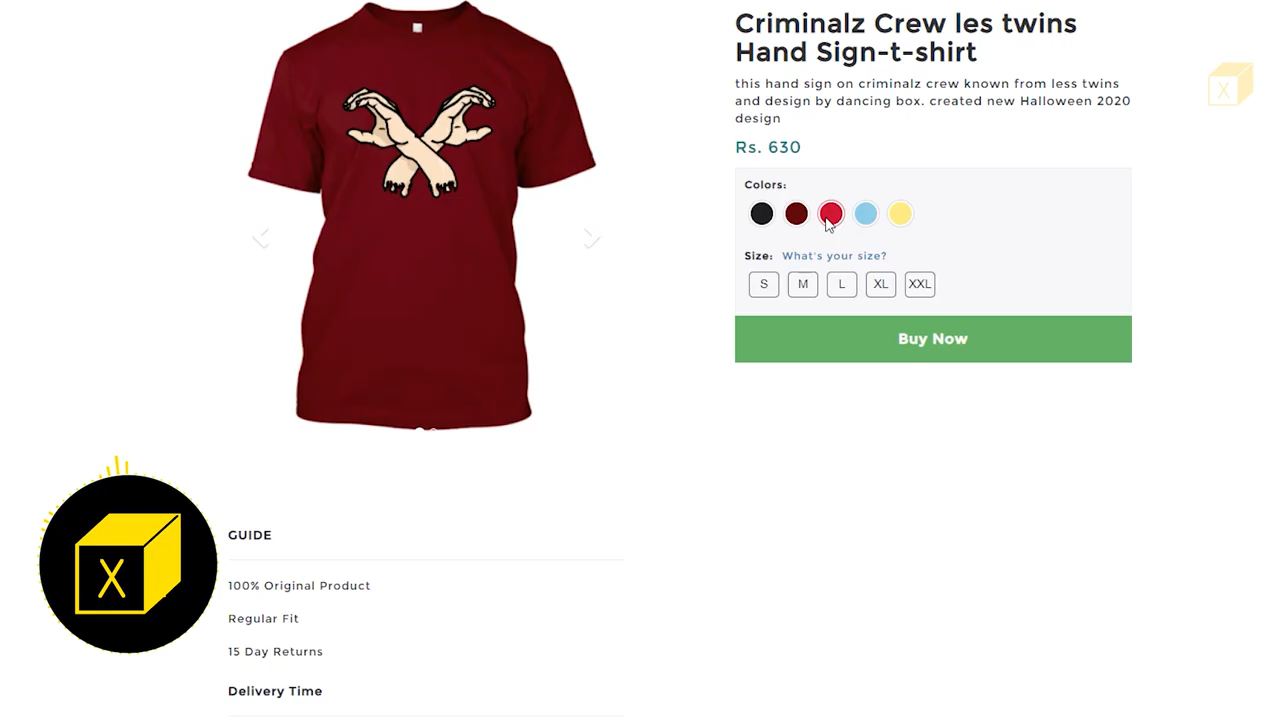 Criminalz Crew les twins
Hand Sign-t-shirt
this hand sign on criminalz crew known from less twins
and design by dancing box. created new Halloween 2020
design
Rs. 630
Colors:
Size: What's your size?
S M L XL XXL
Buy Now
X
X
GUIDE
100% Original Product
Regular Fit
15 Day Returns
Delivery Time